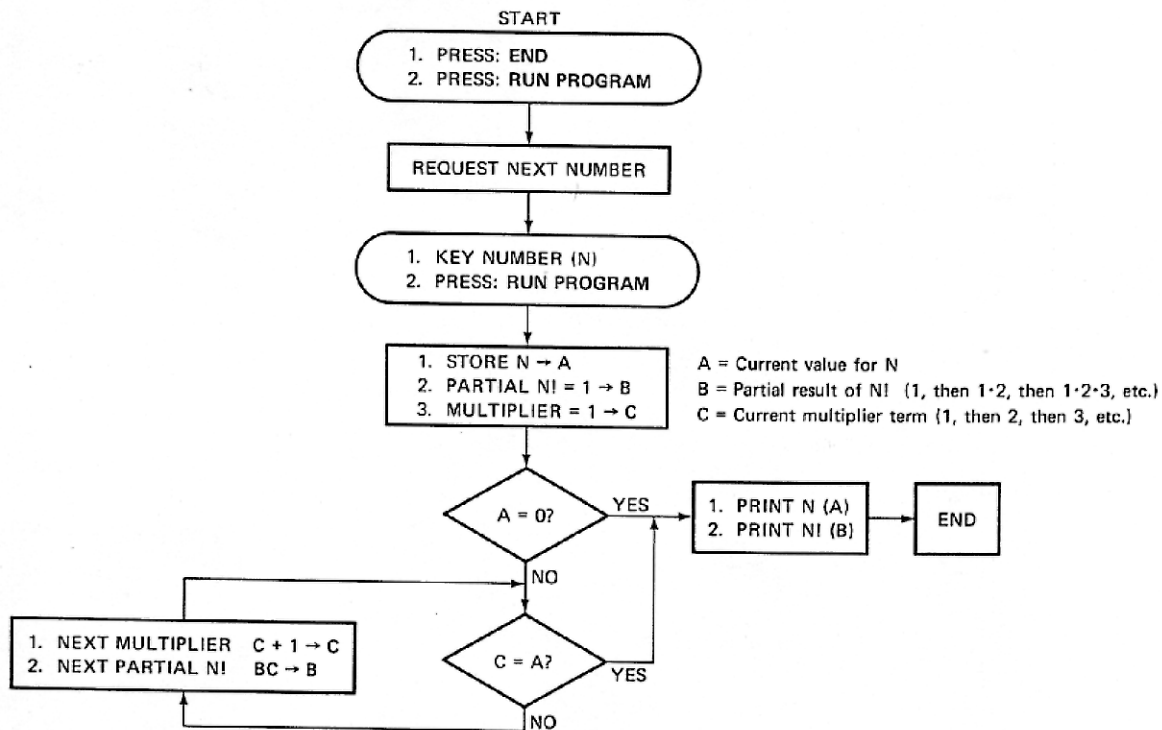 START
1. PRESS: END
2. PRESS: RUN PROGRAM
REQUEST NEXT NUMBER
1. KEY NUMBER (N)
2. PRESS: RUN PROGRAM
1. STORE N → A
2. PARTIAL N! = 1 → B
3. MULTIPLIER = 1 → C
A = Current value for N
B = Partial result of N! (1, then 1·2, then 1·2·3, etc.)
C = Current multiplier term (1, then 2, then 3, etc.)
A = 0?
YES
1. PRINT N (A)
2. PRINT N! (B)
END
NO
1. NEXT MULTIPLIER C + 1 → C
2. NEXT PARTIAL N! BC → B
C = A?
YES
NO